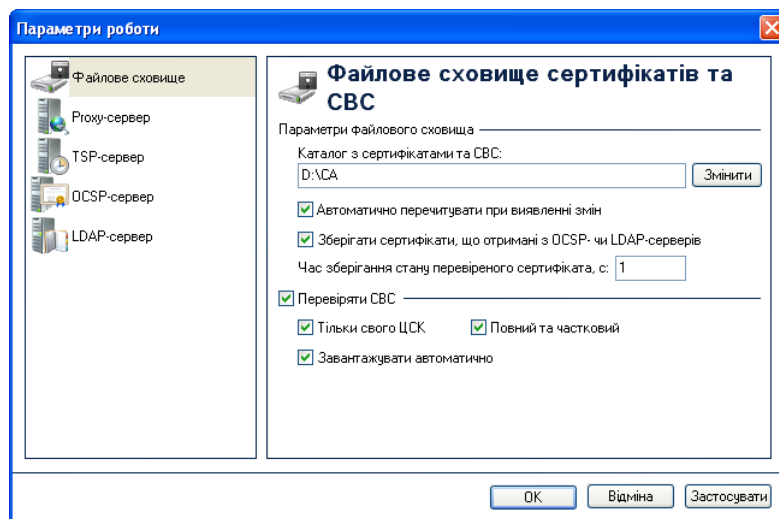 Параметри роботи
Файлове сховище
Proxy-сервер
TSP-сервер
OCSP-сервер
LDAP-сервер
Файлове сховище сертифікатів та
СВС
Параметри файлового сховища
Каталог з сертифікатами та СВС:
D:\CA
Змінити
Автоматично перечитувати при виявленні змін
Зберігати сертифікати, що отримані з OCSP- чи LDAP-серверів
Час зберігання стану перевіреного сертифіката, с: 1
Перевіряти СВС
Тільки свого ЦСК
Повний та частковий
Завантажувати автоматично
OK
Відміна
Застосувати